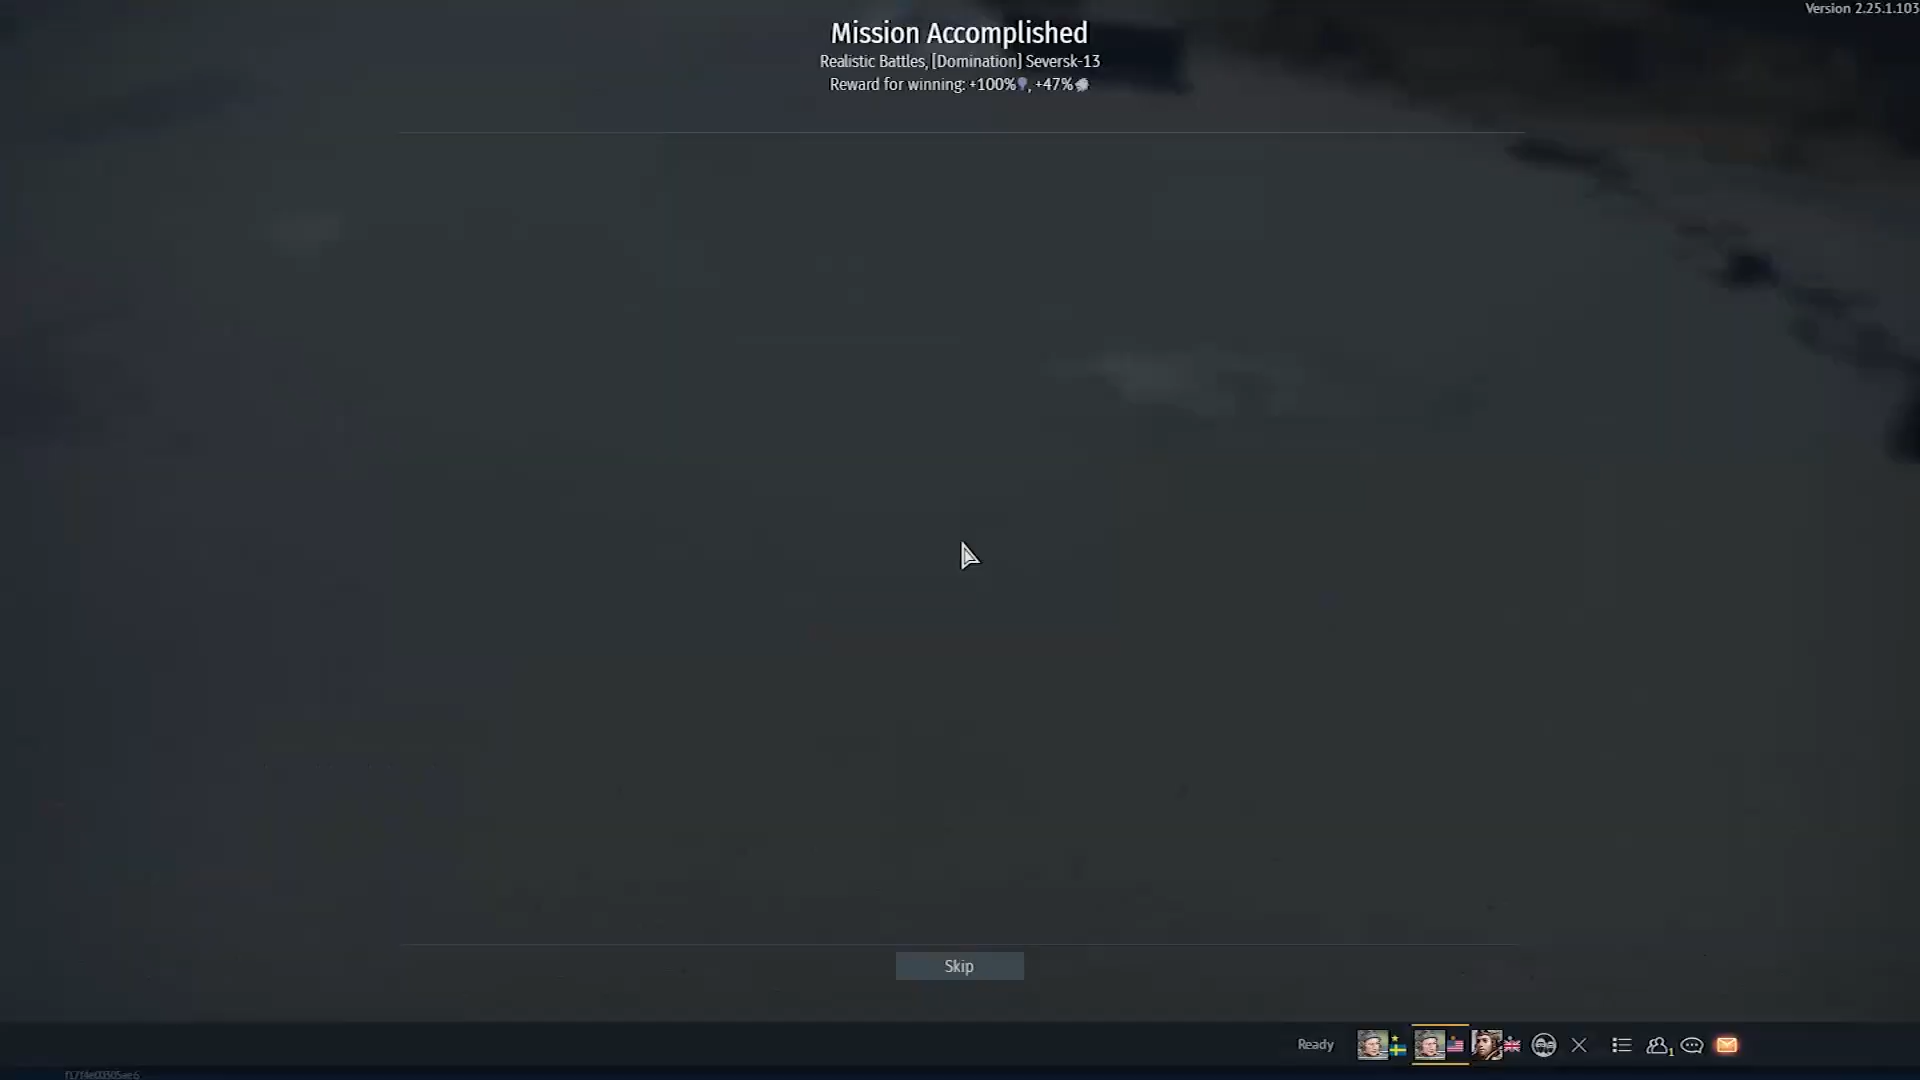 Version 2.25.1.103
Mission Accomplished
Realistic Battles, [Domination] Seversk-13
Reward for winning: +100%, +47%
Skip
Ready
1